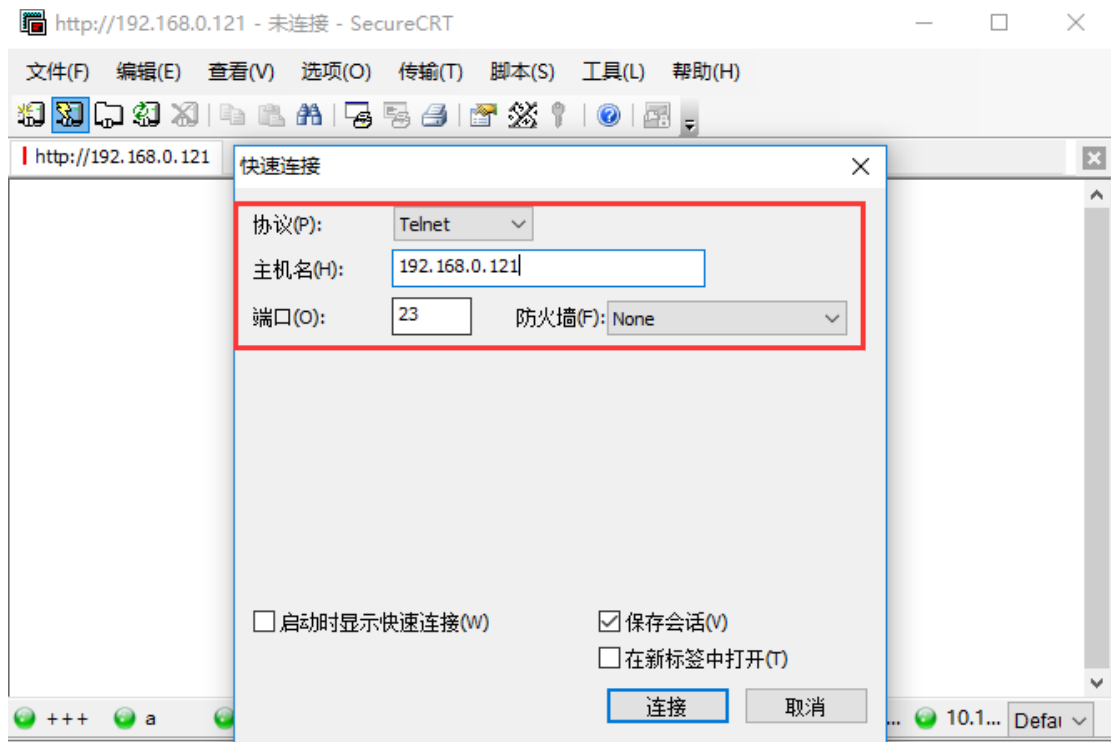 http://192.168.0.121 - 未连接 - SecureCRT
文件(F) 编辑(E) 查看(V) 选项(O) 传输(T) 脚本(S) 工具(L) 帮助(H)
http://192.168.0.121
快速连接
协议(P): Telnet
主机名(H): 192.168.0.121
端口(O): 23 防火墙(F): None
启动时显示快速连接(W) 保存会话(V)
在新标签中打开(T)
连接 取消
+++ a ... 10.1... Defau